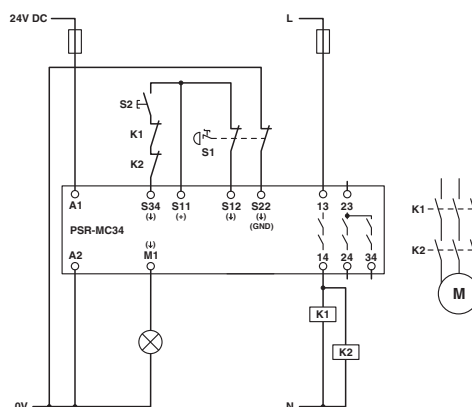 24V DC
L
S2
K1
S1
K2
K1
A1
S34
S11
S12
S22
13
23
(↓)
(+)
(↓)
(↓)
(GND)
PSR-MC34
K2
(↓)
A2
M1
14
24
34
M
K1
K2
0V
N